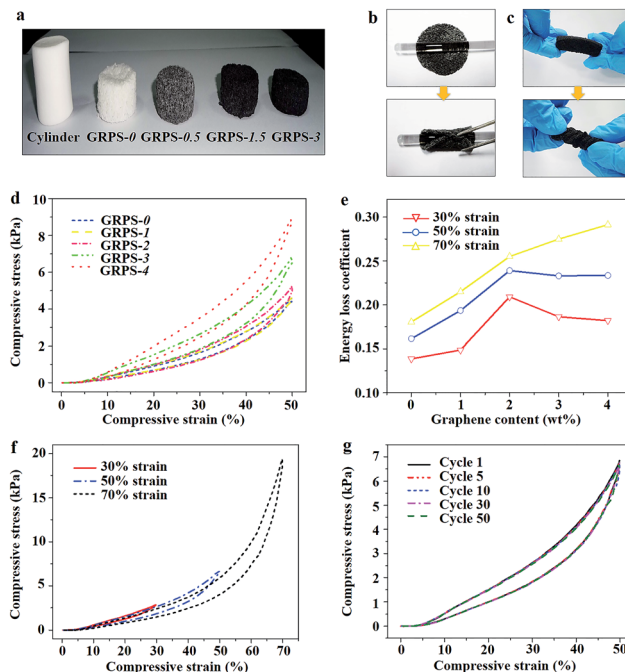 a
Cylinder GRPS-0 GRPS-0.5 GRPS-1.5 GRPS-3
b
c
d
Compressive stress (kPa)
10
8
6
4
2
0
GRPS-0
GRPS-1
GRPS-2
GRPS-3
GRPS-4
0 10 20 30 40 50
Compressive strain (%)
e
Energy loss coefficient
0.30
0.25
0.20
0.15
0.10
30% strain
50% strain
70% strain
0 1 2 3 4
Graphene content (wt%)
f
Compressive stress (kPa)
20
15
10
5
0
30% strain
50% strain
70% strain
0 10 20 30 40 50 60 70
Compressive strain (%)
g
Compressive stress (kPa)
7
6
5
4
3
2
1
0
Cycle 1
Cycle 5
Cycle 10
Cycle 30
Cycle 50
0 10 20 30 40 50
Compressive strain (%)